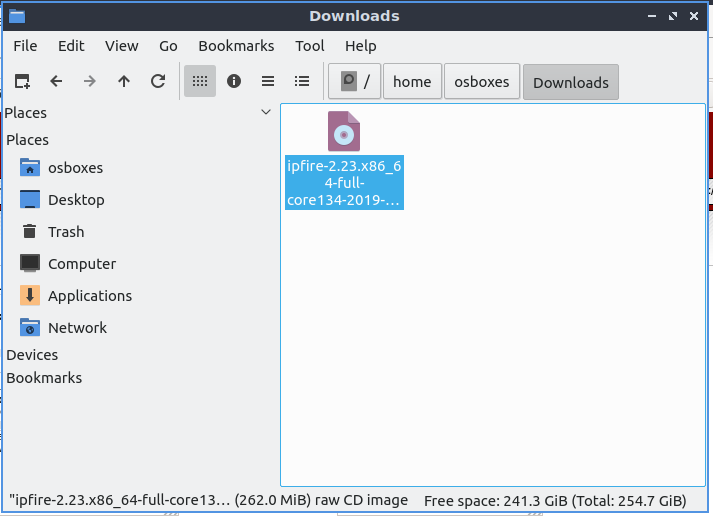 Downloads
File Edit View Go Bookmarks Tool Help
/ home osboxes Downloads
Places
Places
osboxes
Desktop
Trash
Computer
Applications
Network
Devices
Bookmarks
ipfire-2.23.x86_6
4-full-
core134-2019-...
"ipfire-2.23.x86_64-full-core13... (262.0 MiB) raw CD image Free space: 241.3 GiB (Total: 254.7 GiB)